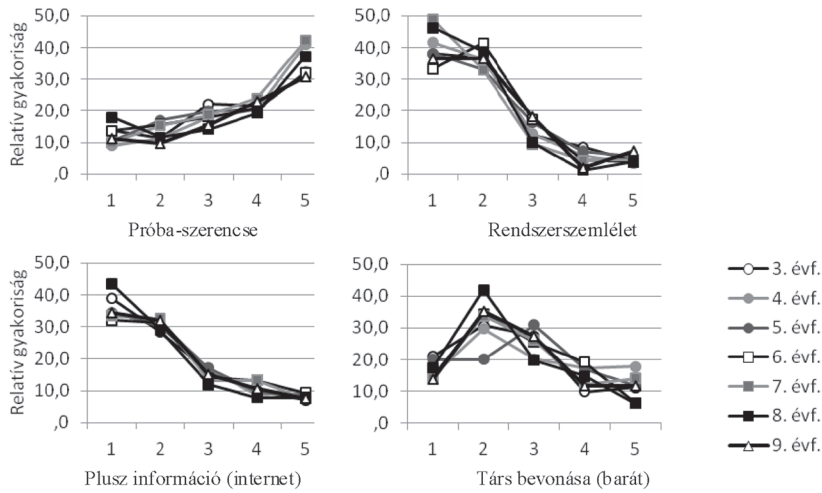 Relatív gyakoriság
50,0
40,0
30,0
20,0
10,0
,0
1 2 3 4 5
Próba-szerencse
50,0
40,0
30,0
20,0
10,0
,0
1 2 3 4 5
Rendszerszemlélet
Relatív gyakoriság
50,0
40,0
30,0
20,0
10,0
,0
1 2 3 4 5
Plusz információ (internet)
50,0
40,0
30,0
20,0
10,0
,0
1 2 3 4 5
Társ bevonása (barát)
3. évf.
4. évf.
5. évf.
6. évf.
7. évf.
8. évf.
9. évf.